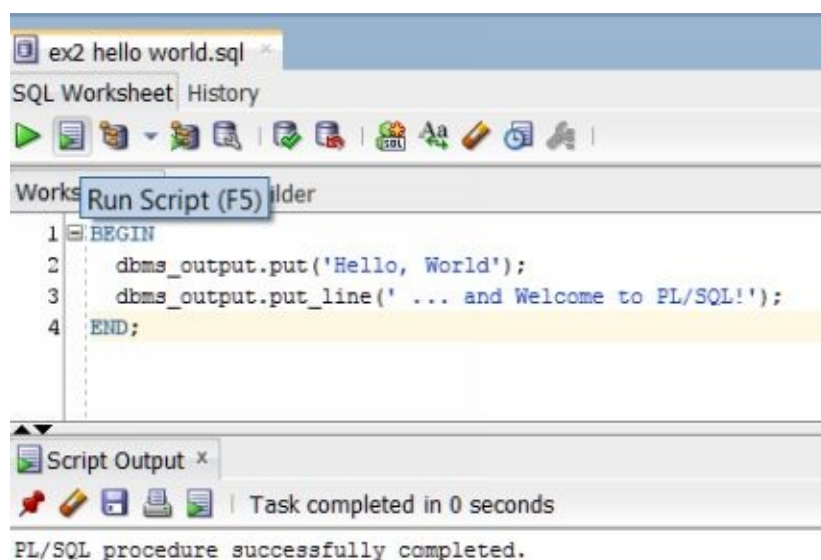 ex2 hello world.sql
SQL Worksheet History
Run Script (F5)
1 BEGIN
2 dbms_output.put('Hello, World');
3 dbms_output.put_line(' ... and Welcome to PL/SQL!');
4 END;
Script Output
Task completed in 0 seconds
PL/SQL procedure successfully completed.